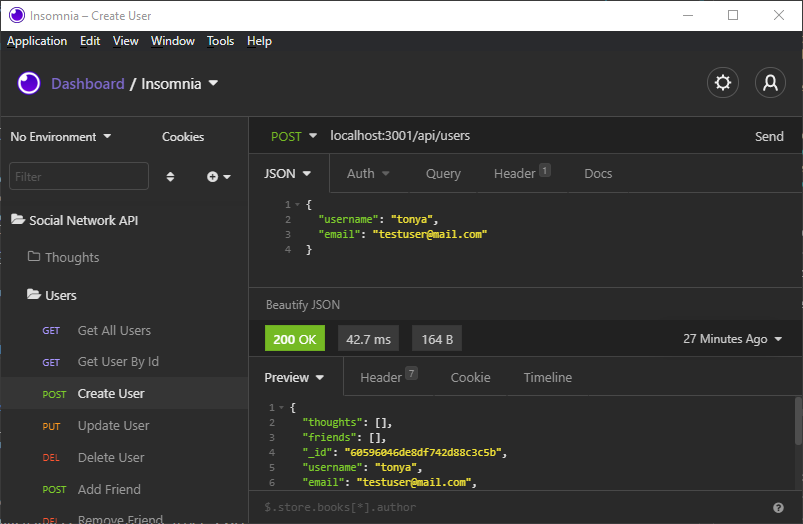 Insomnia – Create User
Application Edit View Window Tools Help
Dashboard / Insomnia
No Environment Cookies
POST localhost:3001/api/users Send
Filter
JSON Auth Query Header 1 Docs
Social Network API
Thoughts
Users
GET Get All Users
GET Get User By Id
POST Create User
PUT Update User
DEL Delete User
POST Add Friend
DEL Remove Friend
1 {
2 "username": "tonya",
3 "email": "testuser@mail.com"
4 }
Beautify JSON
200 OK 42.7 ms 164 B 27 Minutes Ago
Preview Header 7 Cookie Timeline
1 {
2 "thoughts": [],
3 "friends": [],
4 "_id": "60596046de8df742d88c3c5b",
5 "username": "tonya",
6 "email": "testuser@mail.com",
$.store.books[*].author